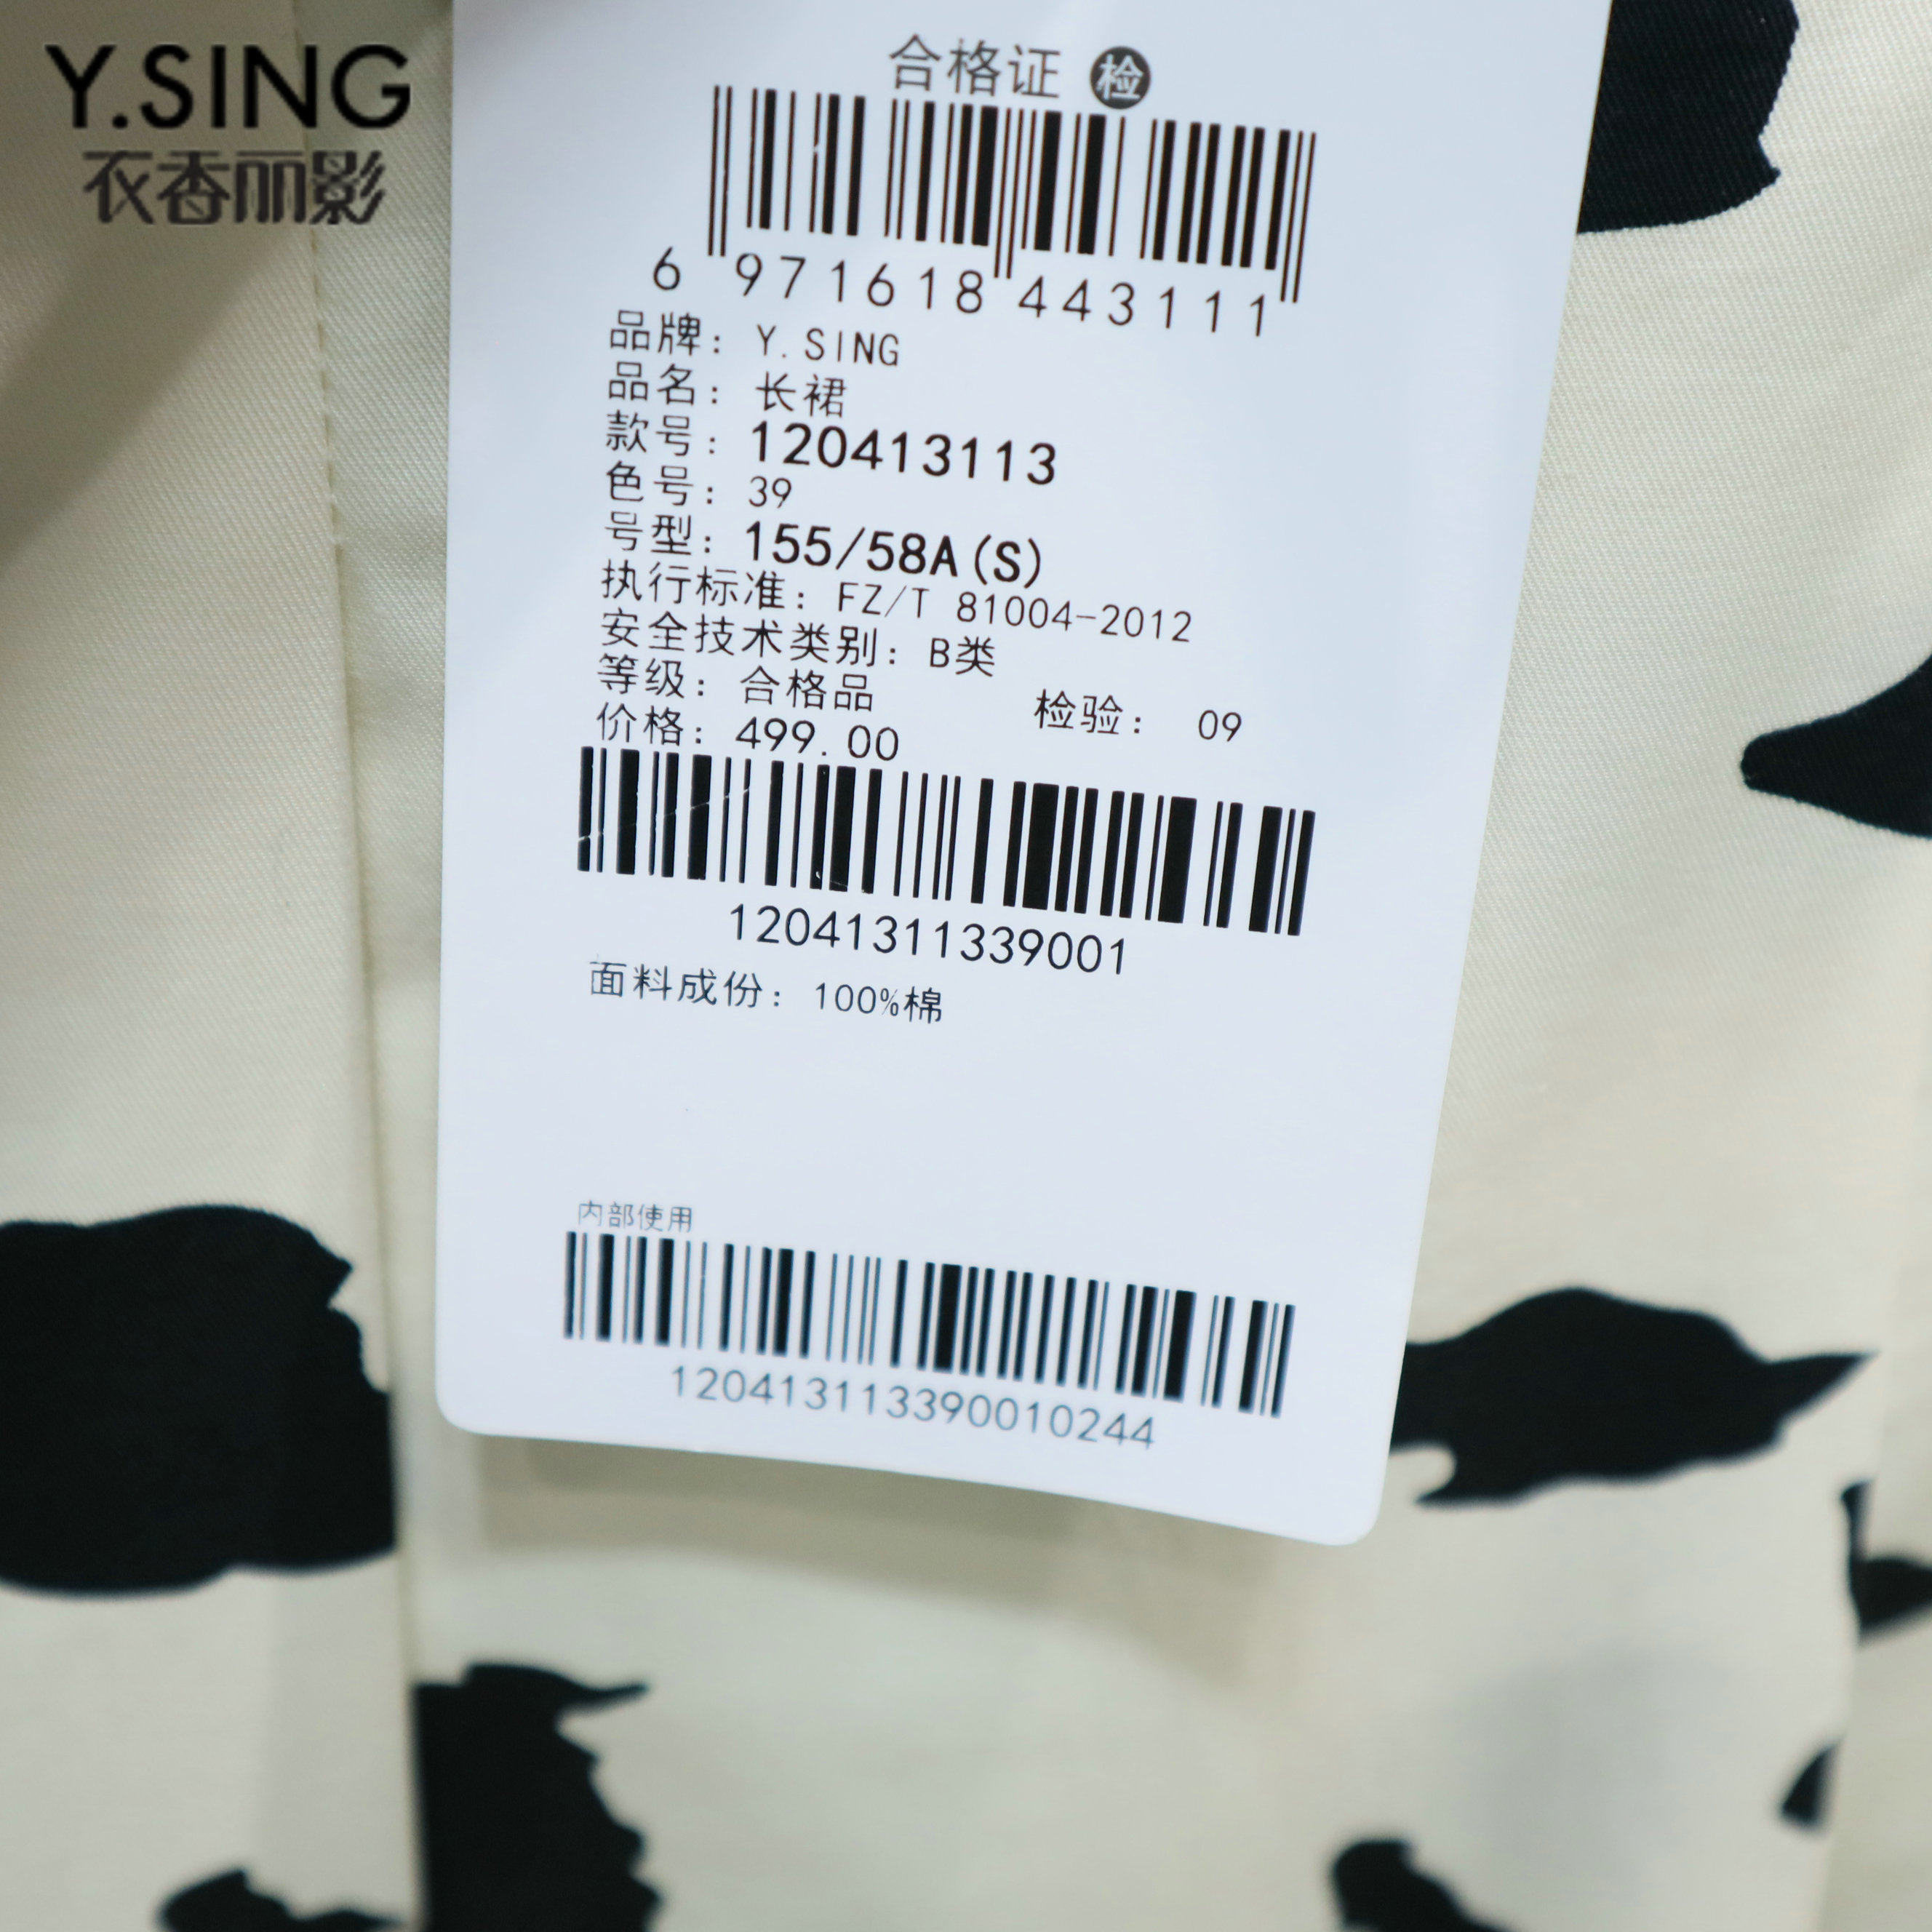 Y.SING
衣香丽影
合格证 检
6 971618 443111
品牌: Y.SING
品名: 长裙
款号: 120413113
色号: 39
号型: 155/58A(S)
执行标准: FZ/T 81004-2012
安全技术类别: B类
等级: 合格品 检验: 09
价格: 499.00
12041311339001
面料成份: 100%棉
内部使用
120413113390010244